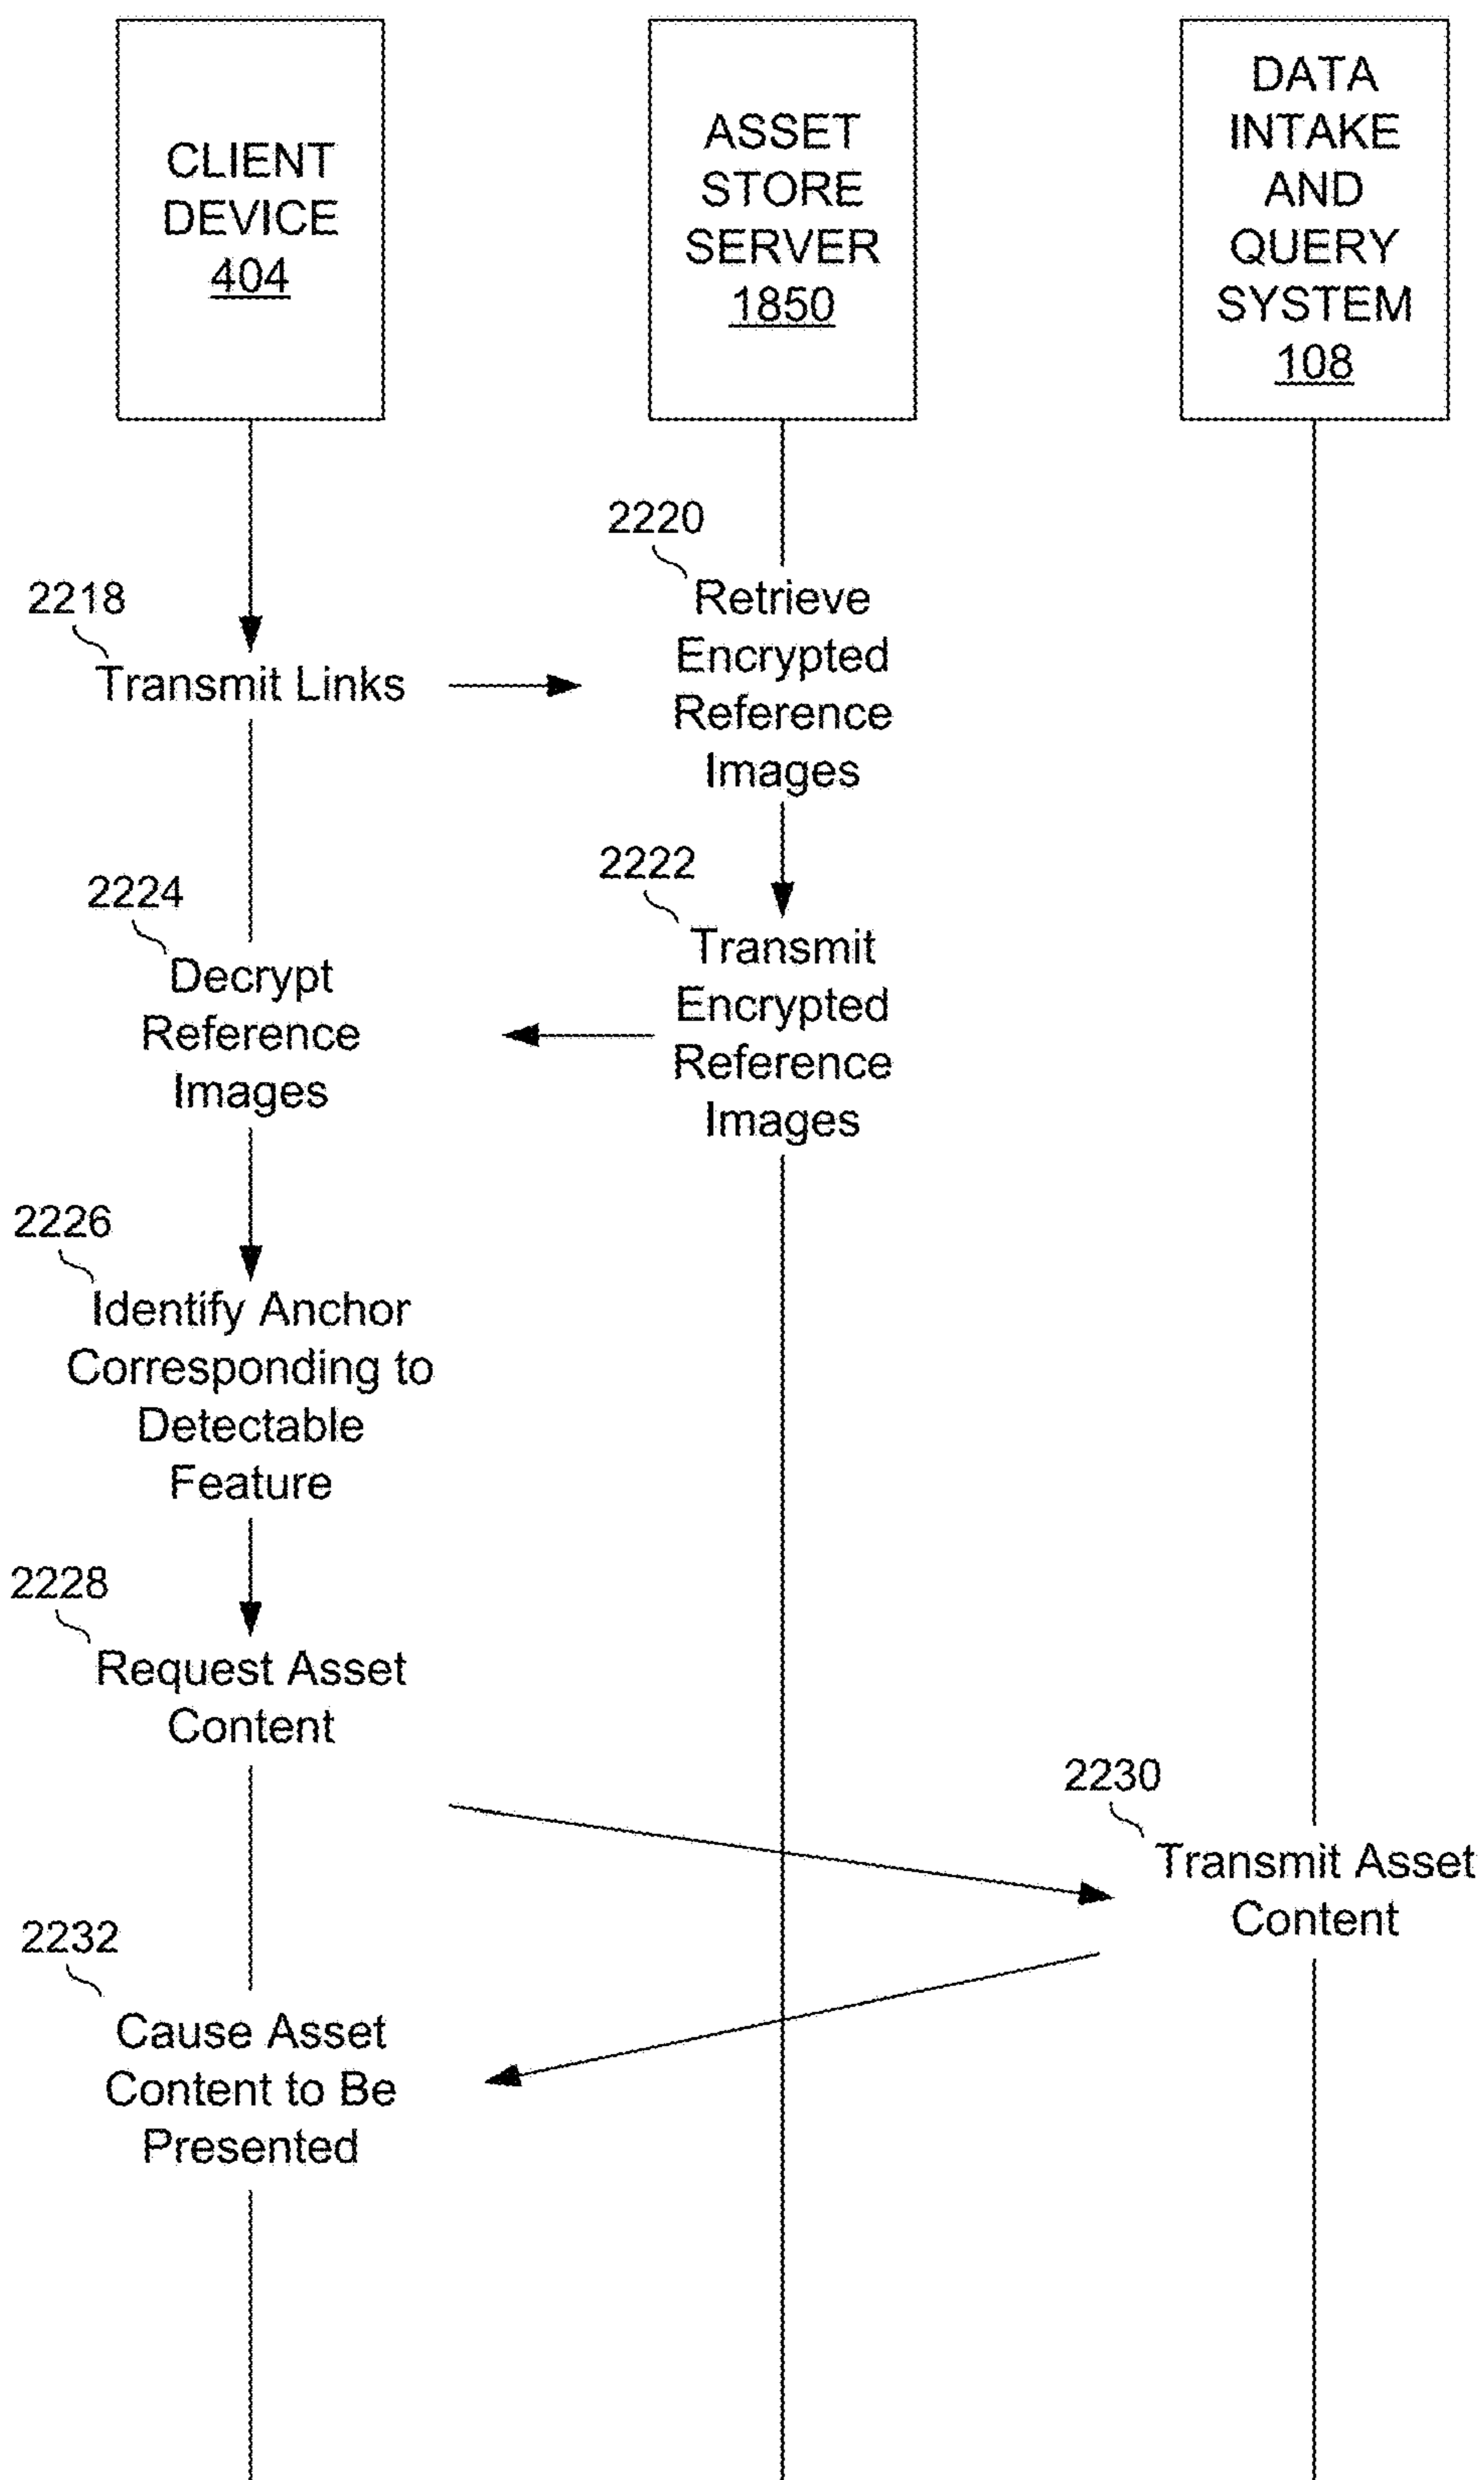 CLIENT
DEVICE
404
ASSET
STORE
SERVER
1850
DATA
INTAKE
AND
QUERY
SYSTEM
108
2218
Transmit Links
2220
Retrieve
Encrypted
Reference
Images
2222
Transmit
Encrypted
Reference
Images
2224
Decrypt
Reference
Images
2226
Identify Anchor
Corresponding to
Detectable
Feature
2228
Request Asset
Content
2230
Transmit Asset
Content
2232
Cause Asset
Content to Be
Presented